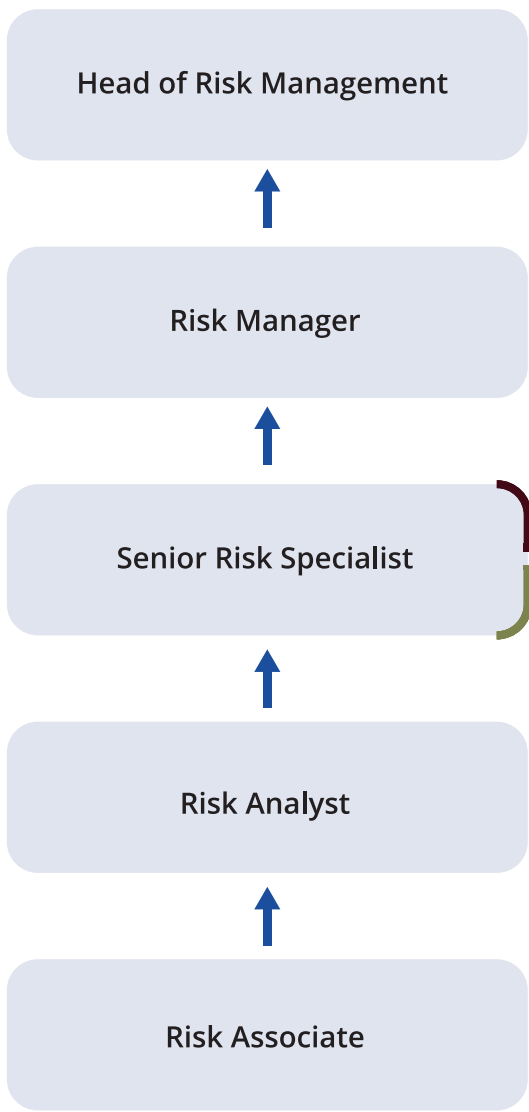 Head of Risk Management
Risk Manager
Senior Risk Specialist
Risk Analyst
Risk Associate